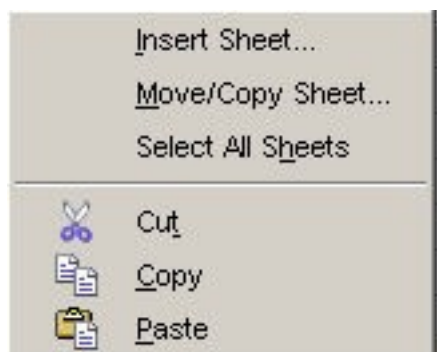 Insert Sheet...
Move/Copy Sheet...
Select All Sheets
Cut
Copy
Paste